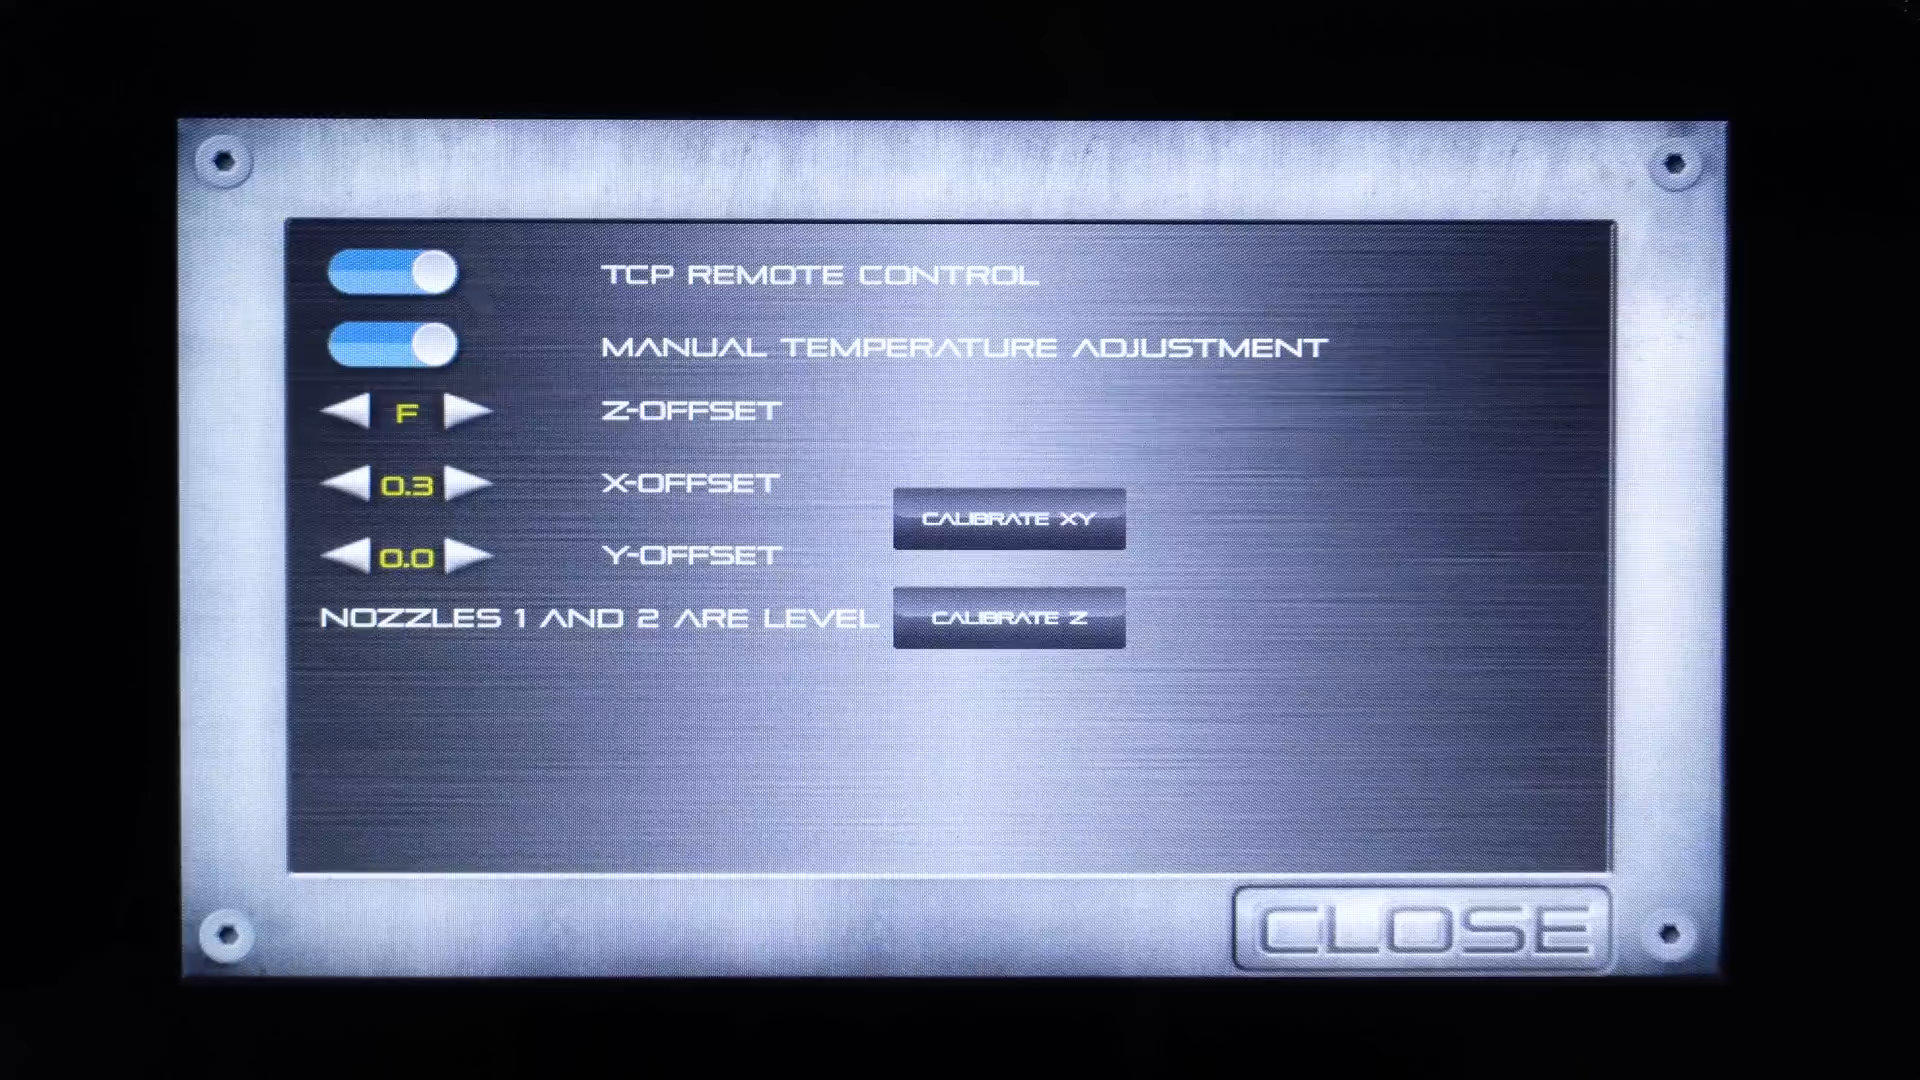 TCP REMOTE CONTROL
MANUAL TEMPERATURE ADJUSTMENT
F Z-OFFSET
0.3 X-OFFSET
CALIBRATE XY
0.0 Y-OFFSET
NOZZLES 1 AND 2 ARE LEVEL CALIBRATE Z
CLOSE